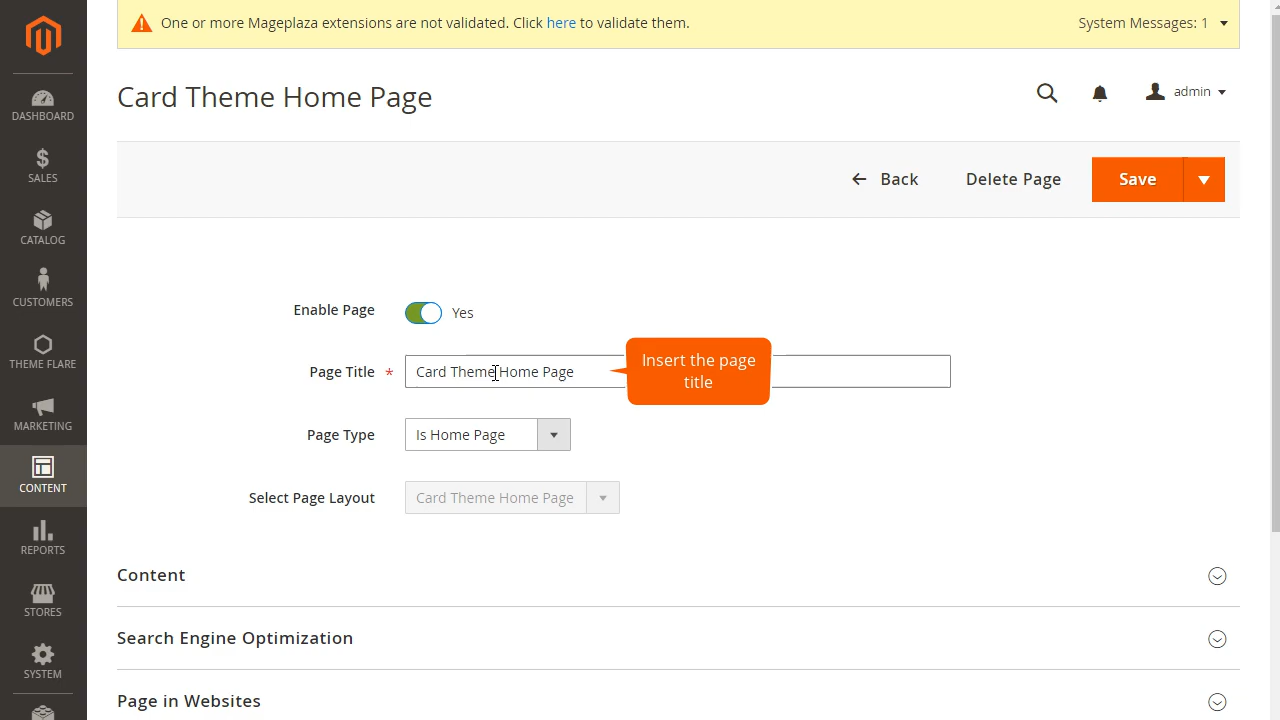 One or more Mageplaza extensions are not validated. Click here to validate them.
System Messages: 1
Card Theme Home Page
admin
Back
Delete Page
Save
DASHBOARD
SALES
CATALOG
CUSTOMERS
THEME FLARE
MARKETING
CONTENT
REPORTS
STORES
SYSTEM
Enable Page
Yes
Page Title *
Card Theme Home Page
Insert the page
title
Page Type
Is Home Page
Select Page Layout
Card Theme Home Page
Content
Search Engine Optimization
Page in Websites